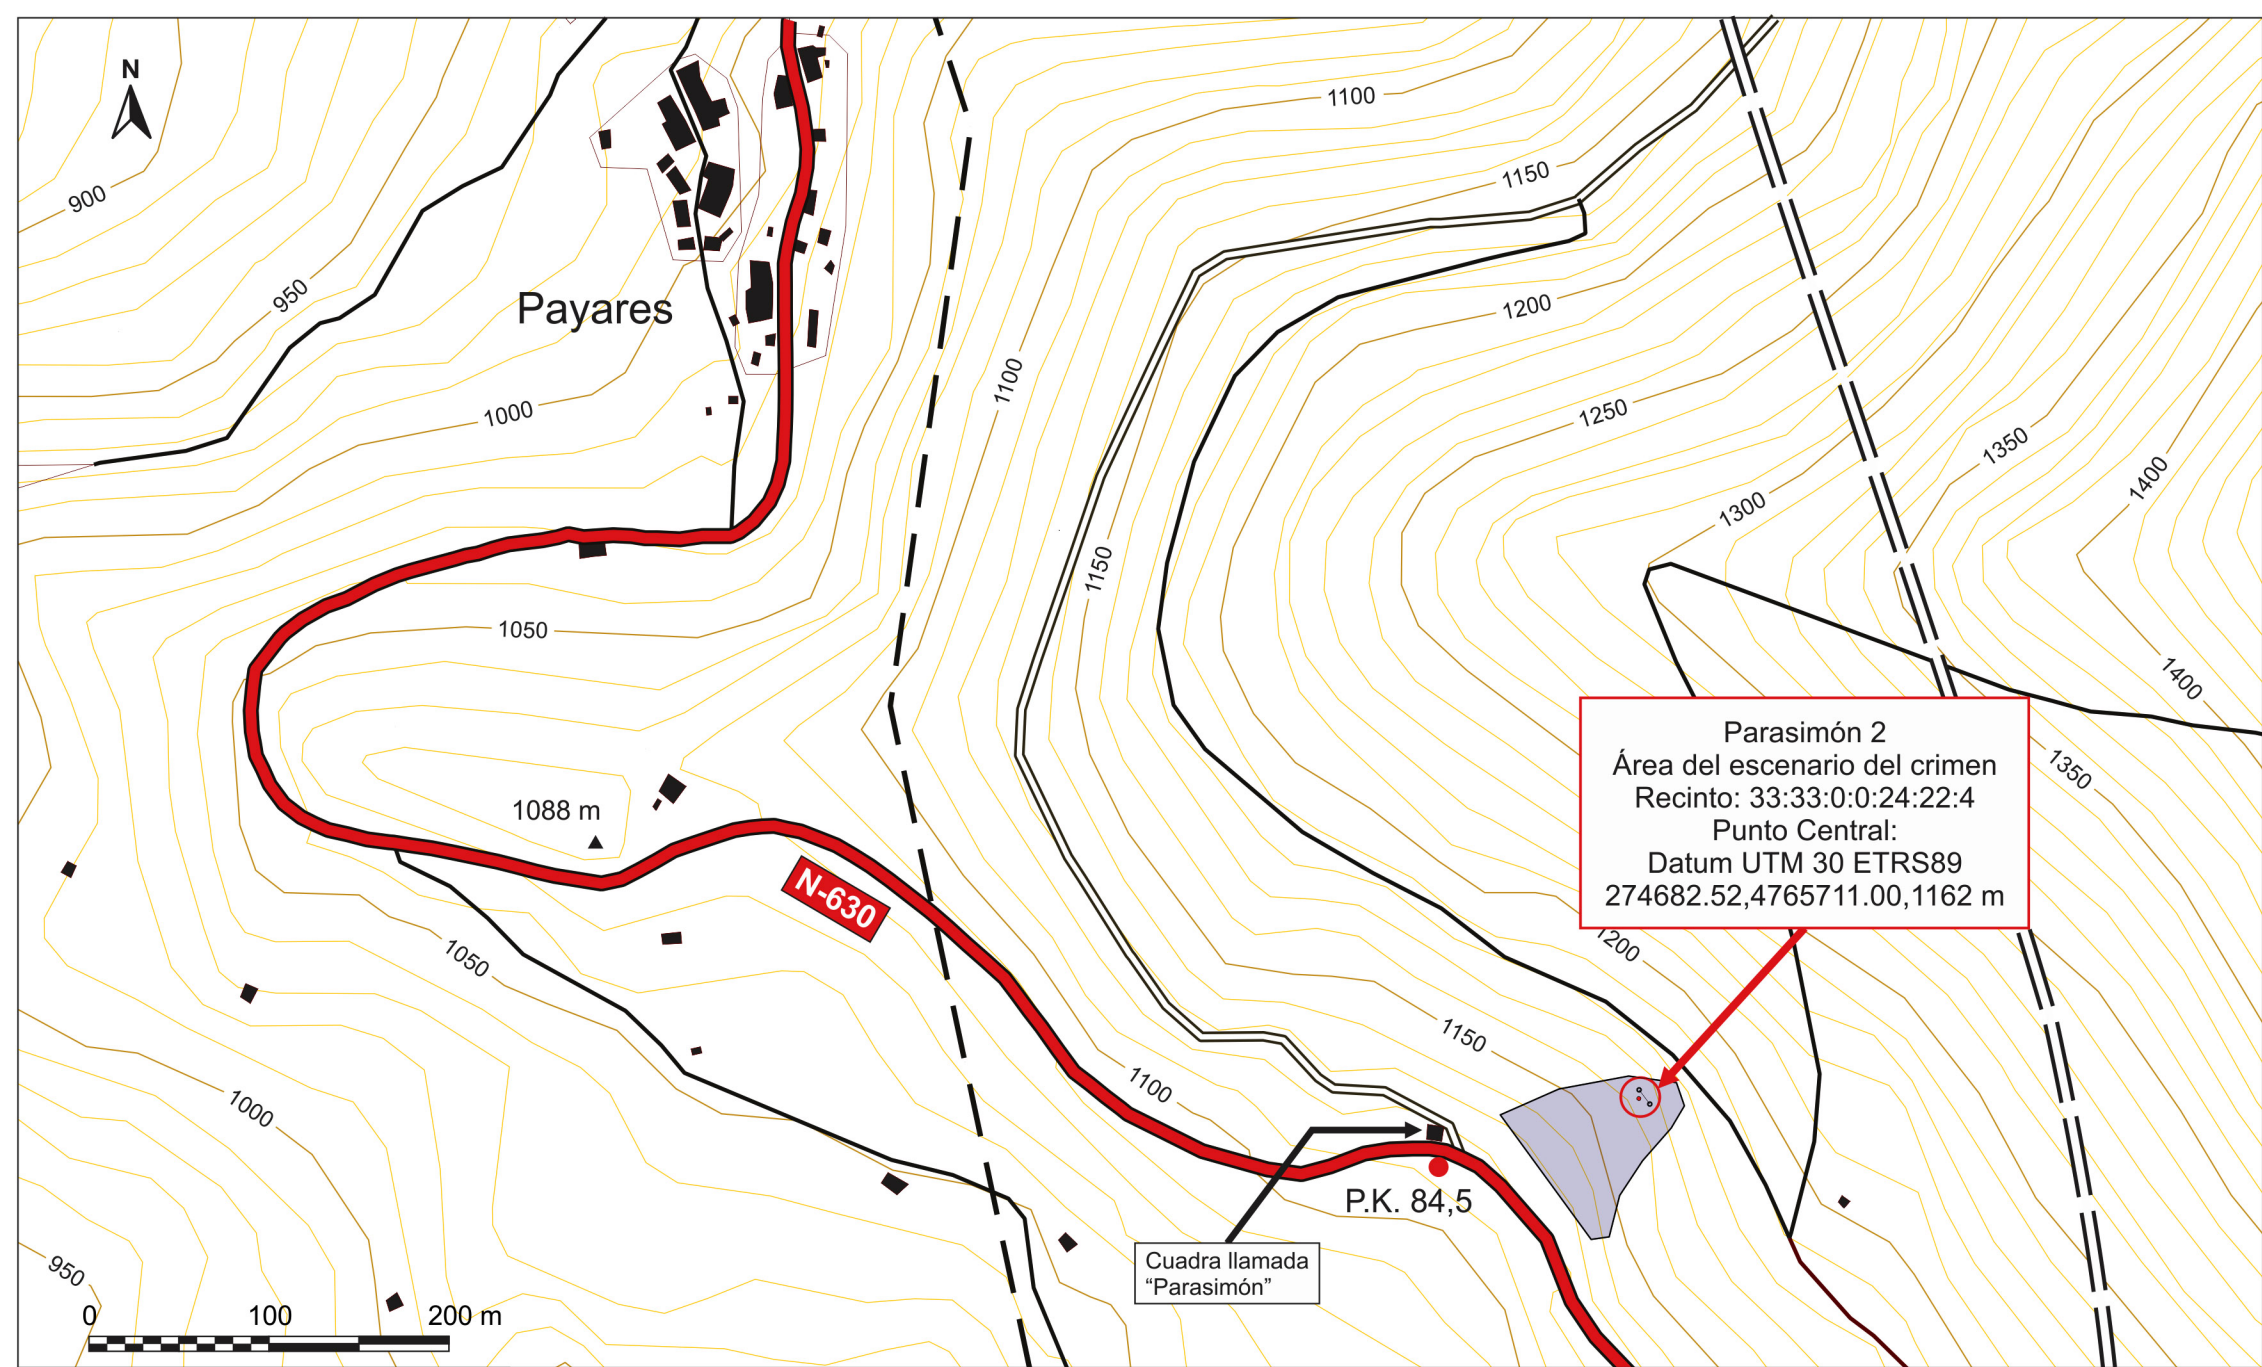 N
1100
1150
900
950
Payares
1200
1100
1000
1250
1350
1400
1300
1150
1050
1400
Parasimón 2
Área del escenario del crimen
Recinto: 33:33:0:0:24:22:4
Punto Central:
Datum UTM 30 ETRS89
274682.52,4765711.00,1162 m
1350
1088 m
N-630
1200
1050
1150
1100
1000
P.K. 84,5
Cuadra llamada
“Parasimón”
950
0 100 200 m